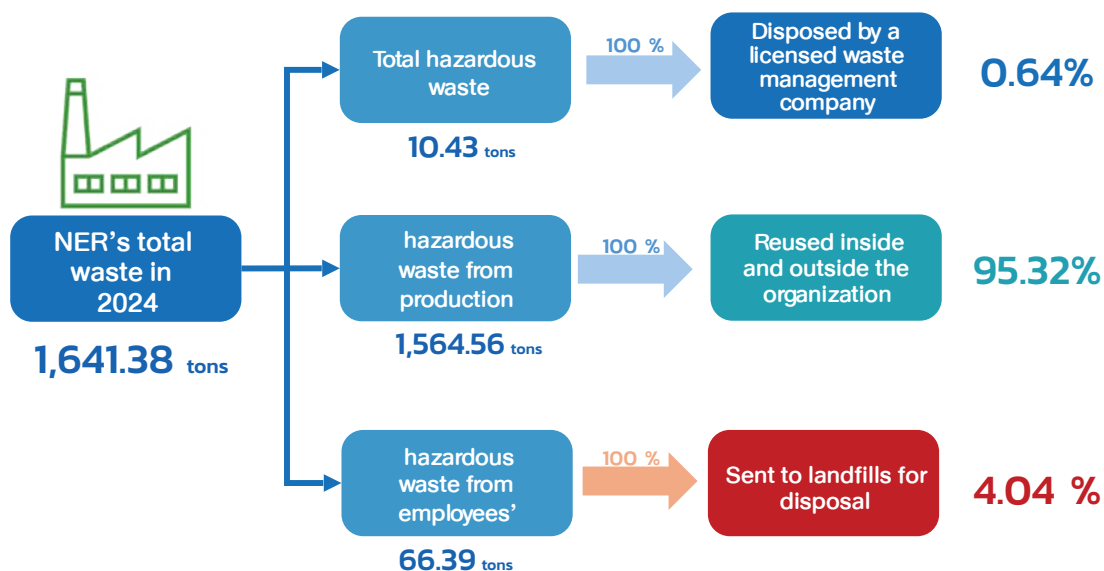 NER's total
waste in
2024
1,641.38 tons
Total hazardous
waste
10.43 tons
100 %
Disposed by a
licensed waste
management
company
0.64%
hazardous
waste from
production
1,564.56 tons
100 %
Reused inside
and outside the
organization
95.32%
hazardous
waste from
employees'
66.39 tons
100 %
Sent to landfills for
disposal
4.04 %